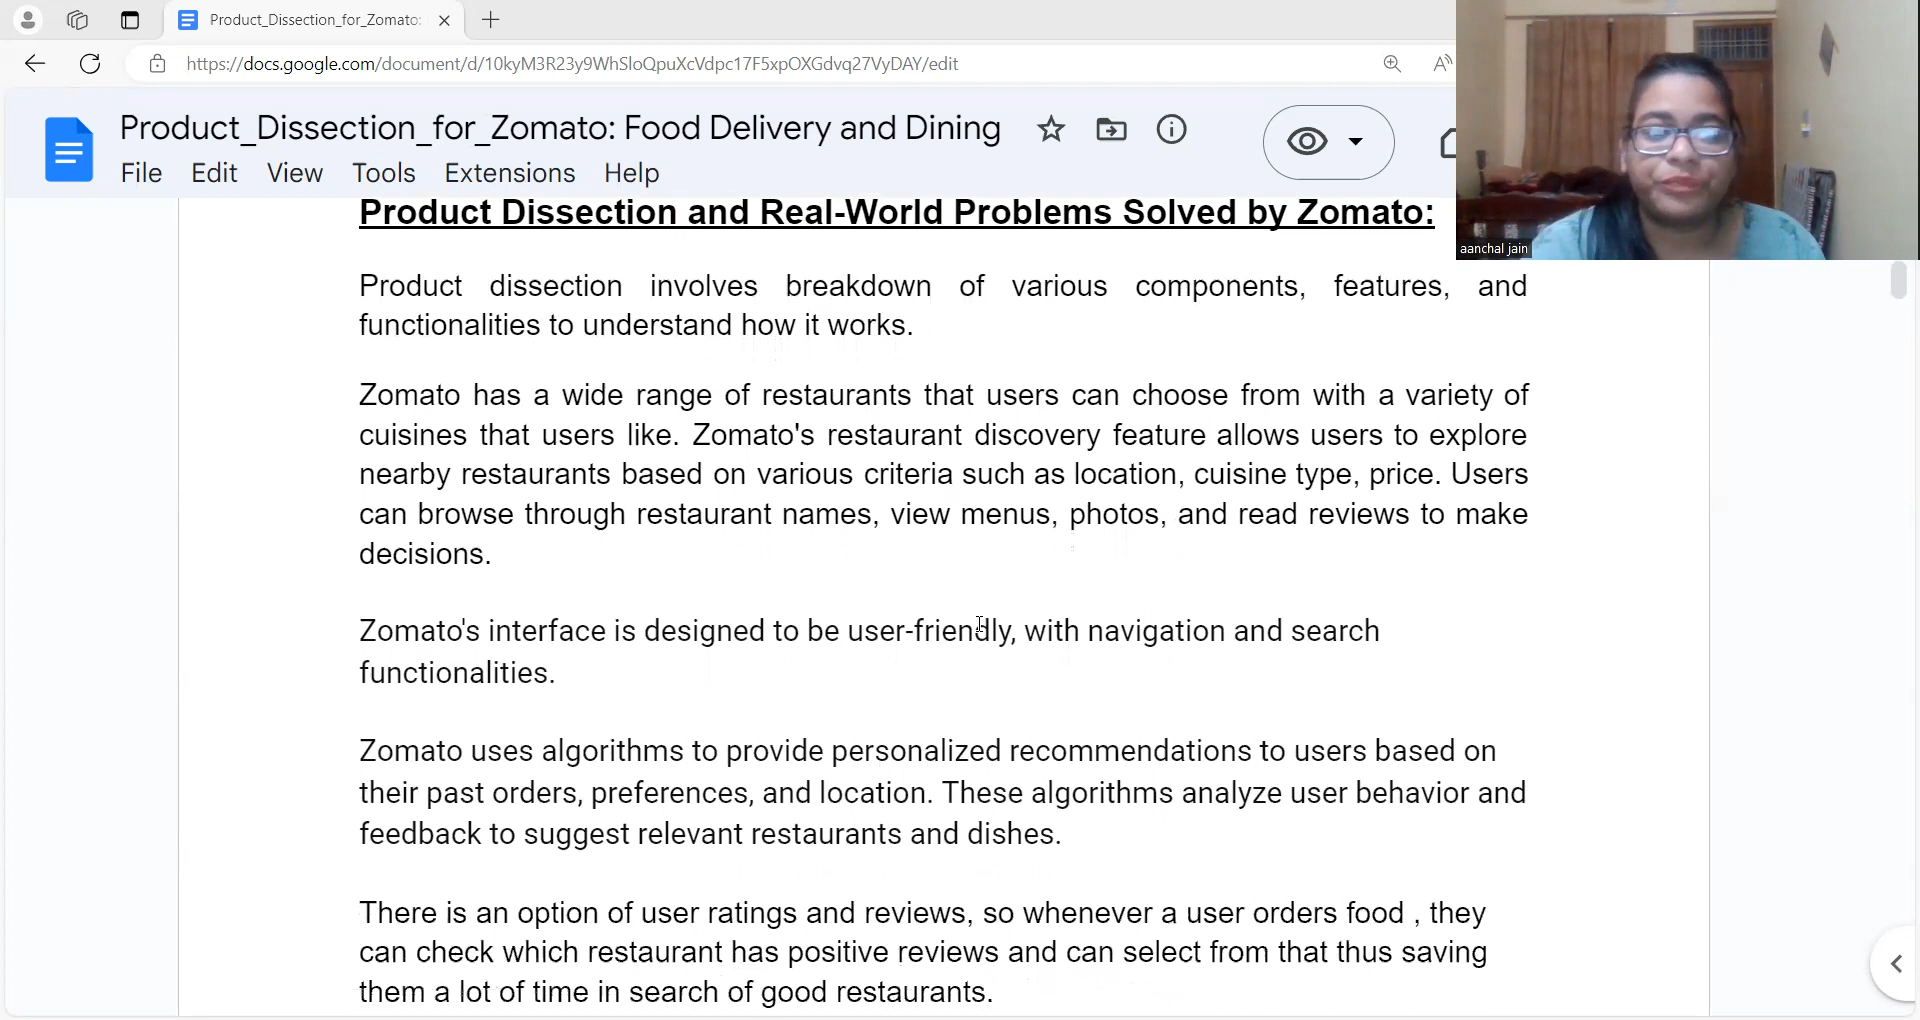 Product_Dissection_for_Zomato:
https://docs.google.com/document/d/10kyM3R23y9WhSloQpuXcVdpc17F5xpOXGdvq27VyDAY/edit
Product_Dissection_for_Zomato: Food Delivery and Dining
File Edit View Tools Extensions Help
aanchal jain
Product Dissection and Real-World Problems Solved by Zomato:
Product dissection involves breakdown of various components, features, and
functionalities to understand how it works.
Zomato has a wide range of restaurants that users can choose from with a variety of
cuisines that users like. Zomato's restaurant discovery feature allows users to explore
nearby restaurants based on various criteria such as location, cuisine type, price. Users
can browse through restaurant names, view menus, photos, and read reviews to make
decisions.
Zomato's interface is designed to be user-friendly, with navigation and search
functionalities.
Zomato uses algorithms to provide personalized recommendations to users based on
their past orders, preferences, and location. These algorithms analyze user behavior and
feedback to suggest relevant restaurants and dishes.
There is an option of user ratings and reviews, so whenever a user orders food , they
can check which restaurant has positive reviews and can select from that thus saving
them a lot of time in search of good restaurants.